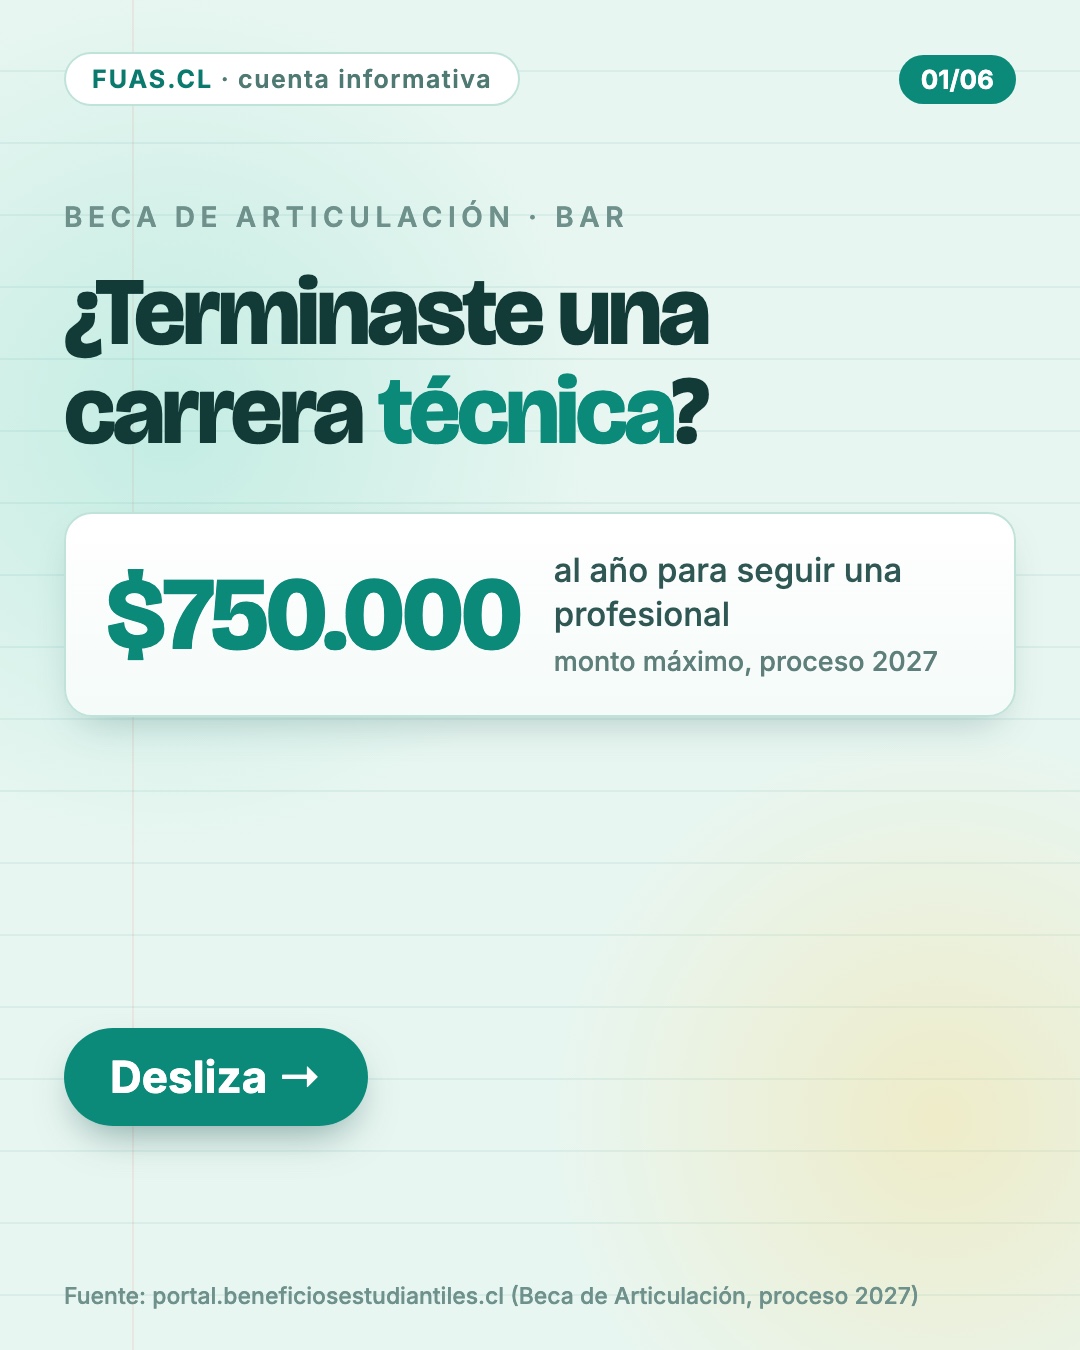 FUAS.CL · cuenta informativa
01/06
BECA DE ARTICULACIÓN · BAR
¿Terminaste una
carrera técnica?
$750.000
al año para seguir una
profesional
monto máximo, proceso 2027
Desliza →
Fuente: portal.beneficiosestudiantiles.cl (Beca de Articulación, proceso 2027)